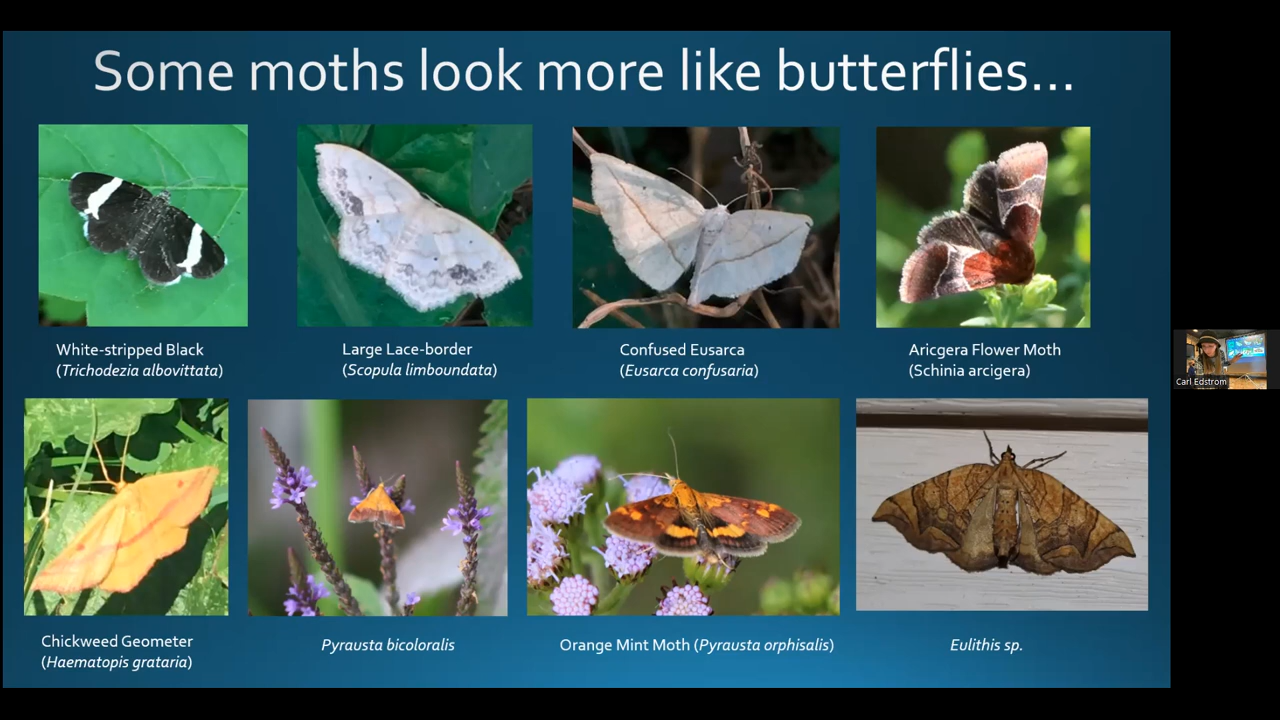 Some moths look more like butterflies...
White-stripped Black
(Trichodezia albovittata)
Large Lace-border
(Scopula limboundata)
Confused Eusarca
(Eusarca confusaria)
Aricgera Flower Moth
(Schinia arcigera)
Chickweed Geometer
(Haematopis grataria)
Pyrausta bicoloralis
Orange Mint Moth (Pyrausta orphisalis)
Eulithis sp.
Carl Edstrom